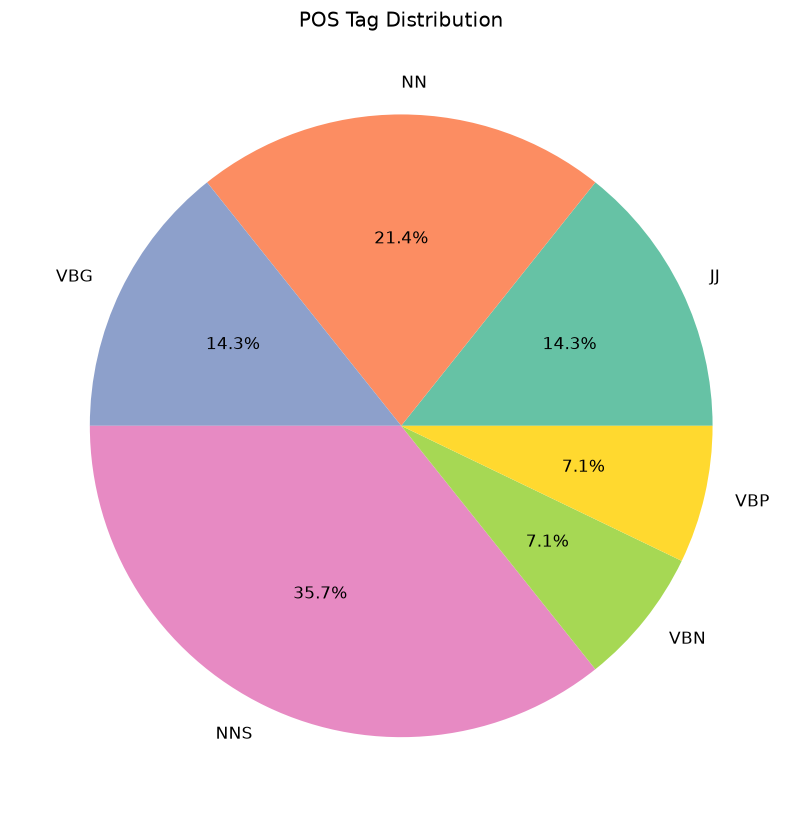 POS Tag Distribution
NN
21.4%
VBG
JJ
14.3%
14.3%
7.1%
VBP
7.1%
35.7%
VBN
NNS